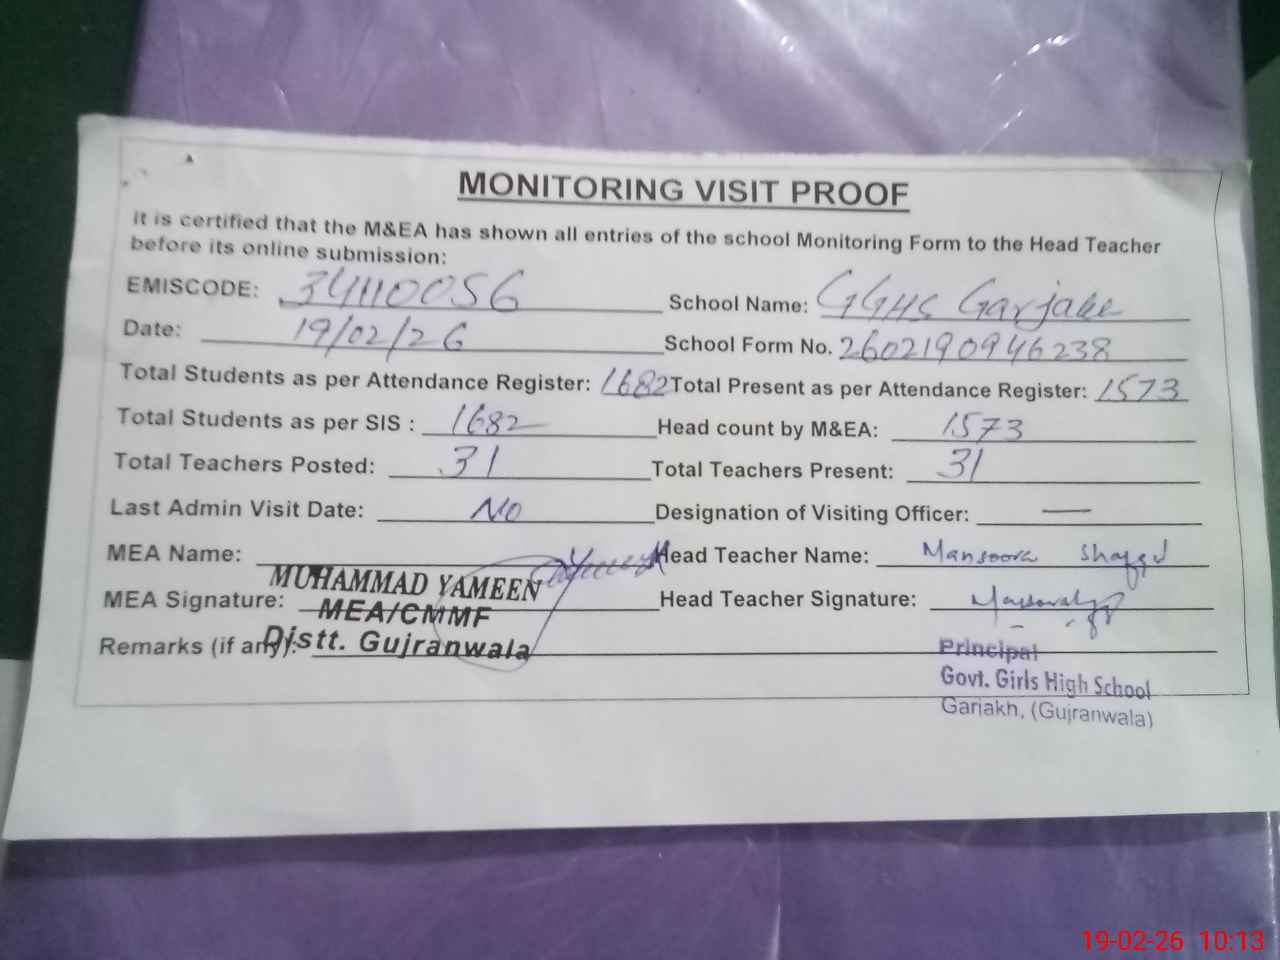 MONITORING VISIT PROOF
it is certified that the M&EA has shown all entries of the school Monitoring Form to the Head Teacher
before its online submission:
EMISCODE: 34110056 School Name: GGHS Garjakh
Date: 19/02/26 School Form No. 2602190946238
Total Students as per Attendance Register: 1682 Total Present as per Attendance Register: 1573
Total Students as per SIS : 1682 Head count by M&EA: 1573
Total Teachers Posted: 31 Total Teachers Present: 31
Last Admin Visit Date: No Designation of Visiting Officer: —
MEA Name: Head Teacher Name: Mansoora
MUHAMMAD YAMEEN
MEA Signature: Head Teacher Signature:
MEA/CMMF
Remarks (if any):
Distt. Gujranwala
Principal
Govt. Girls High School
Garjakh, (Gujranwala)
19-02-26 10:13